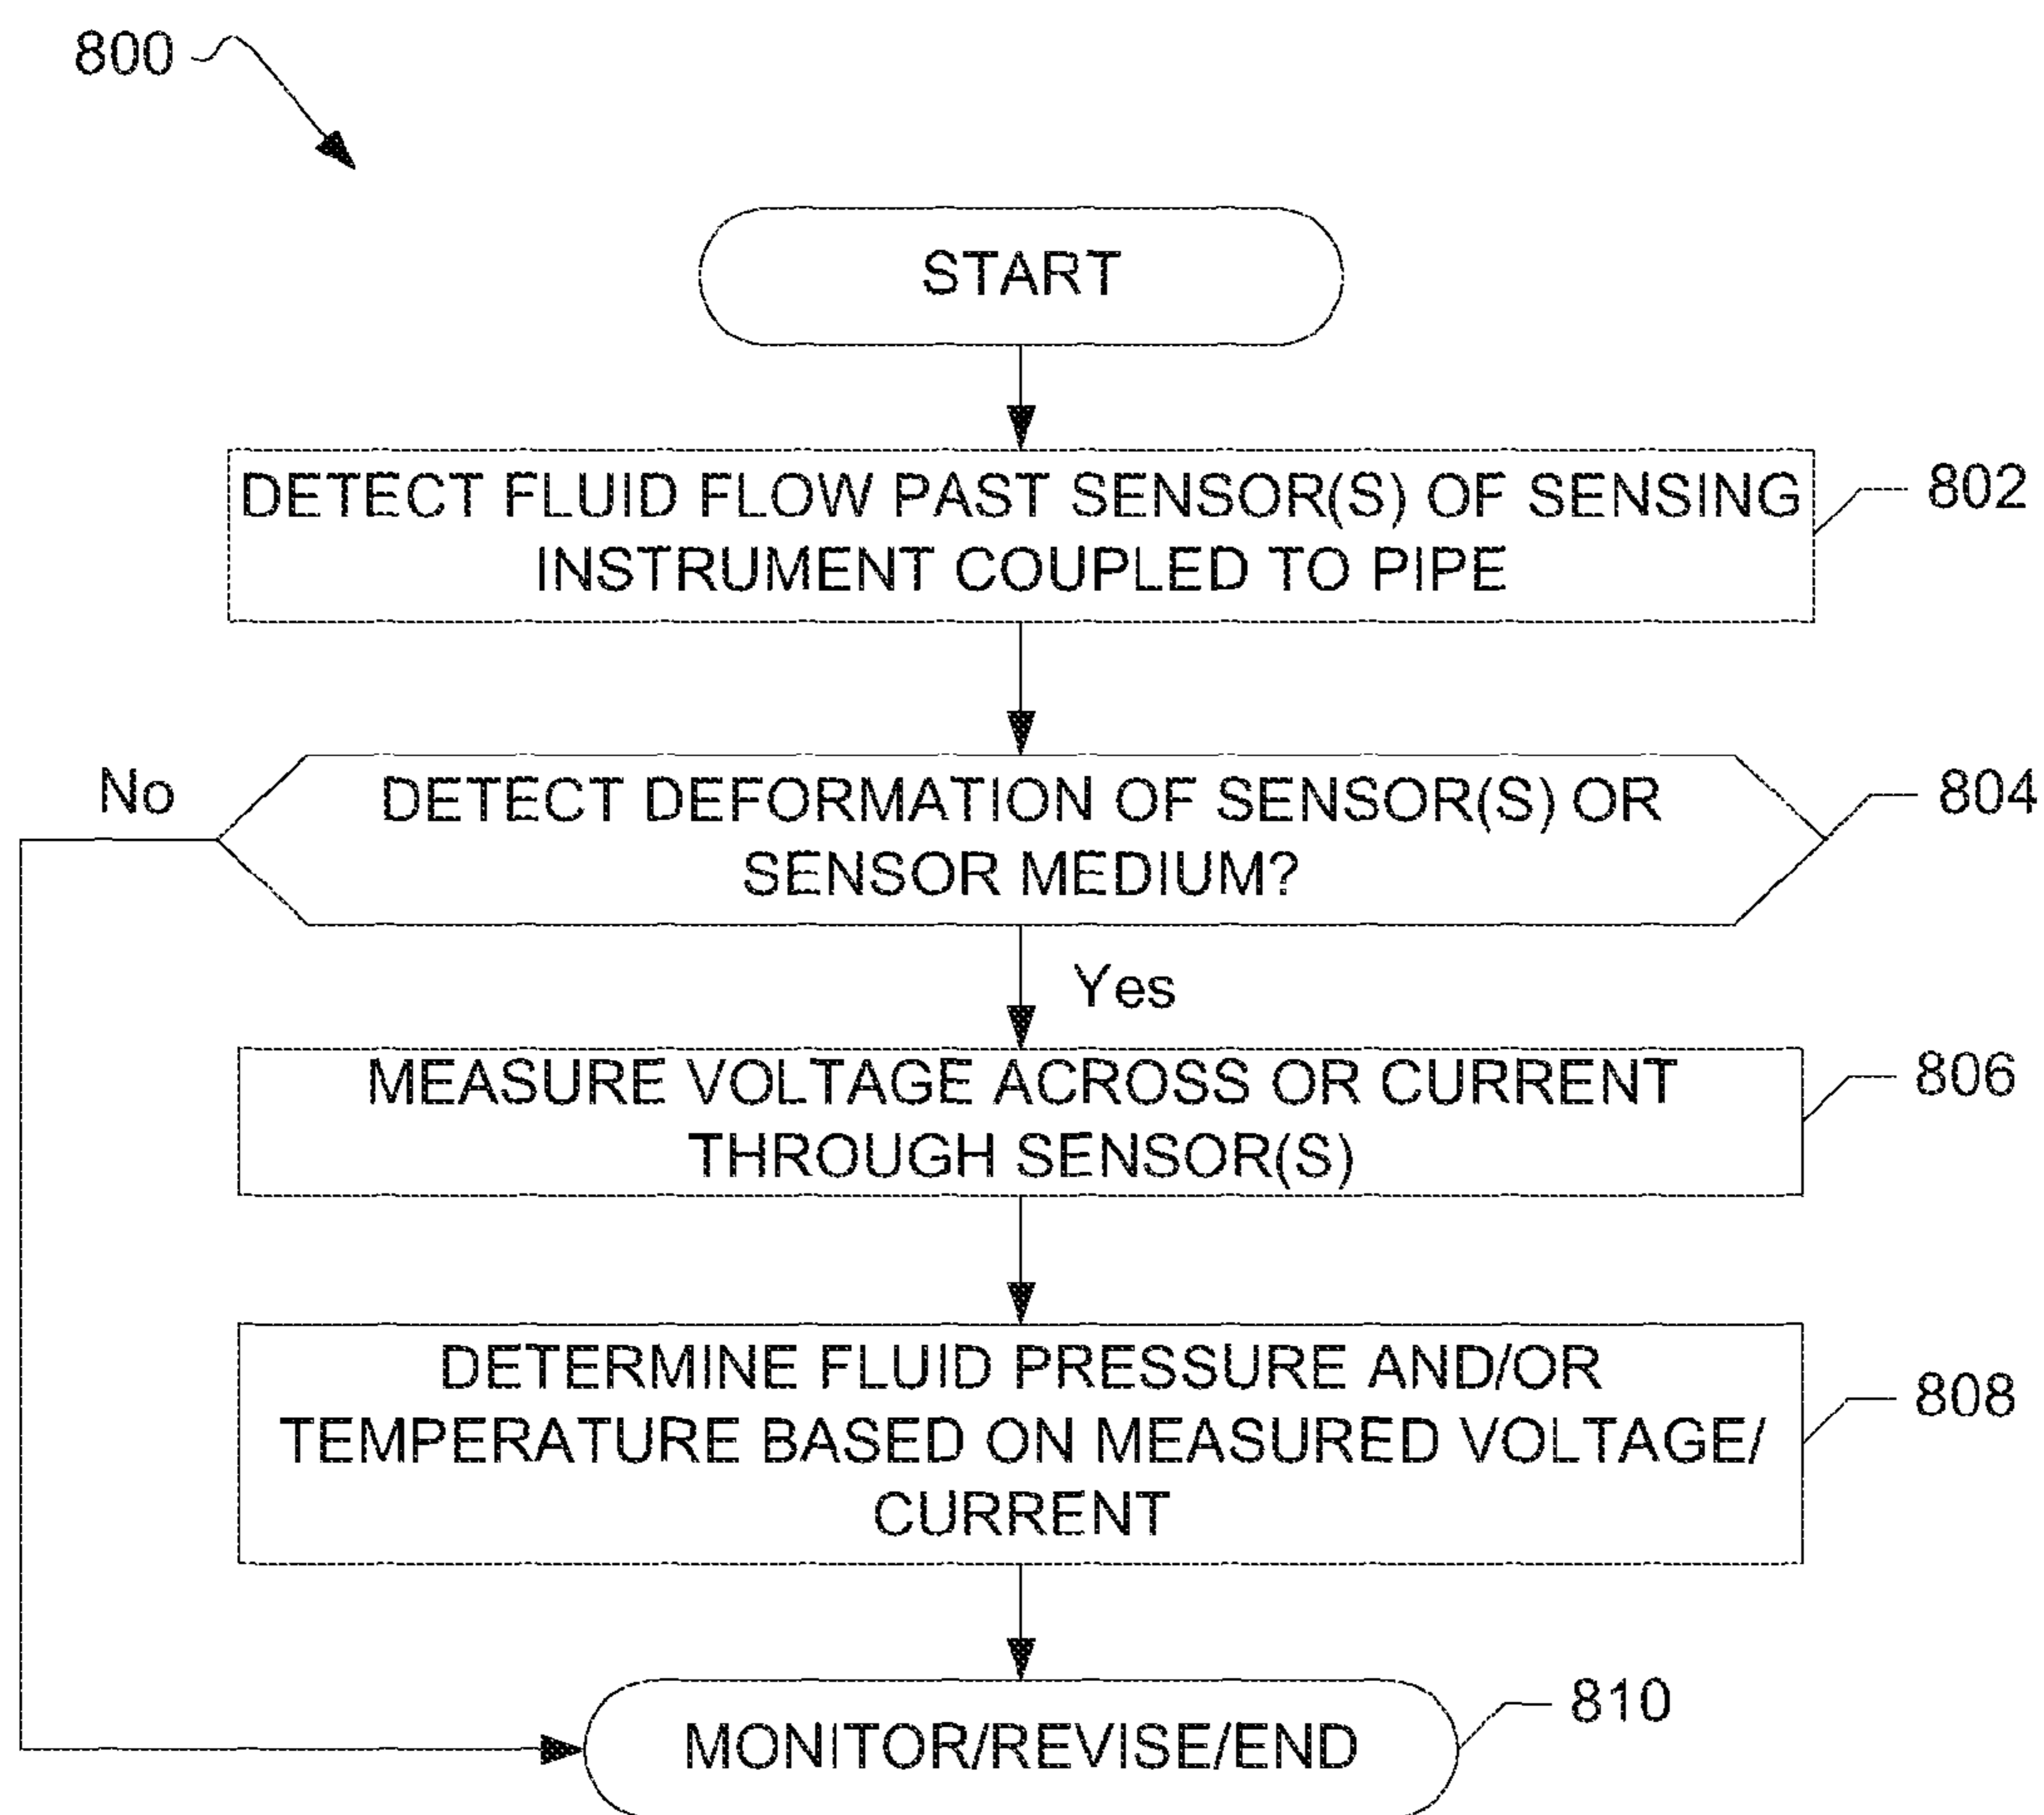 800
START
DETECT FLUID FLOW PAST SENSOR(S) OF SENSING
INSTRUMENT COUPLED TO PIPE
802
DETECT DEFORMATION OF SENSOR(S) OR
SENSOR MEDIUM?
804
No
Yes
MEASURE VOLTAGE ACROSS OR CURRENT
THROUGH SENSOR(S)
806
DETERMINE FLUID PRESSURE AND/OR
TEMPERATURE BASED ON MEASURED VOLTAGE/
CURRENT
808
MONITOR/REVISE/END
810